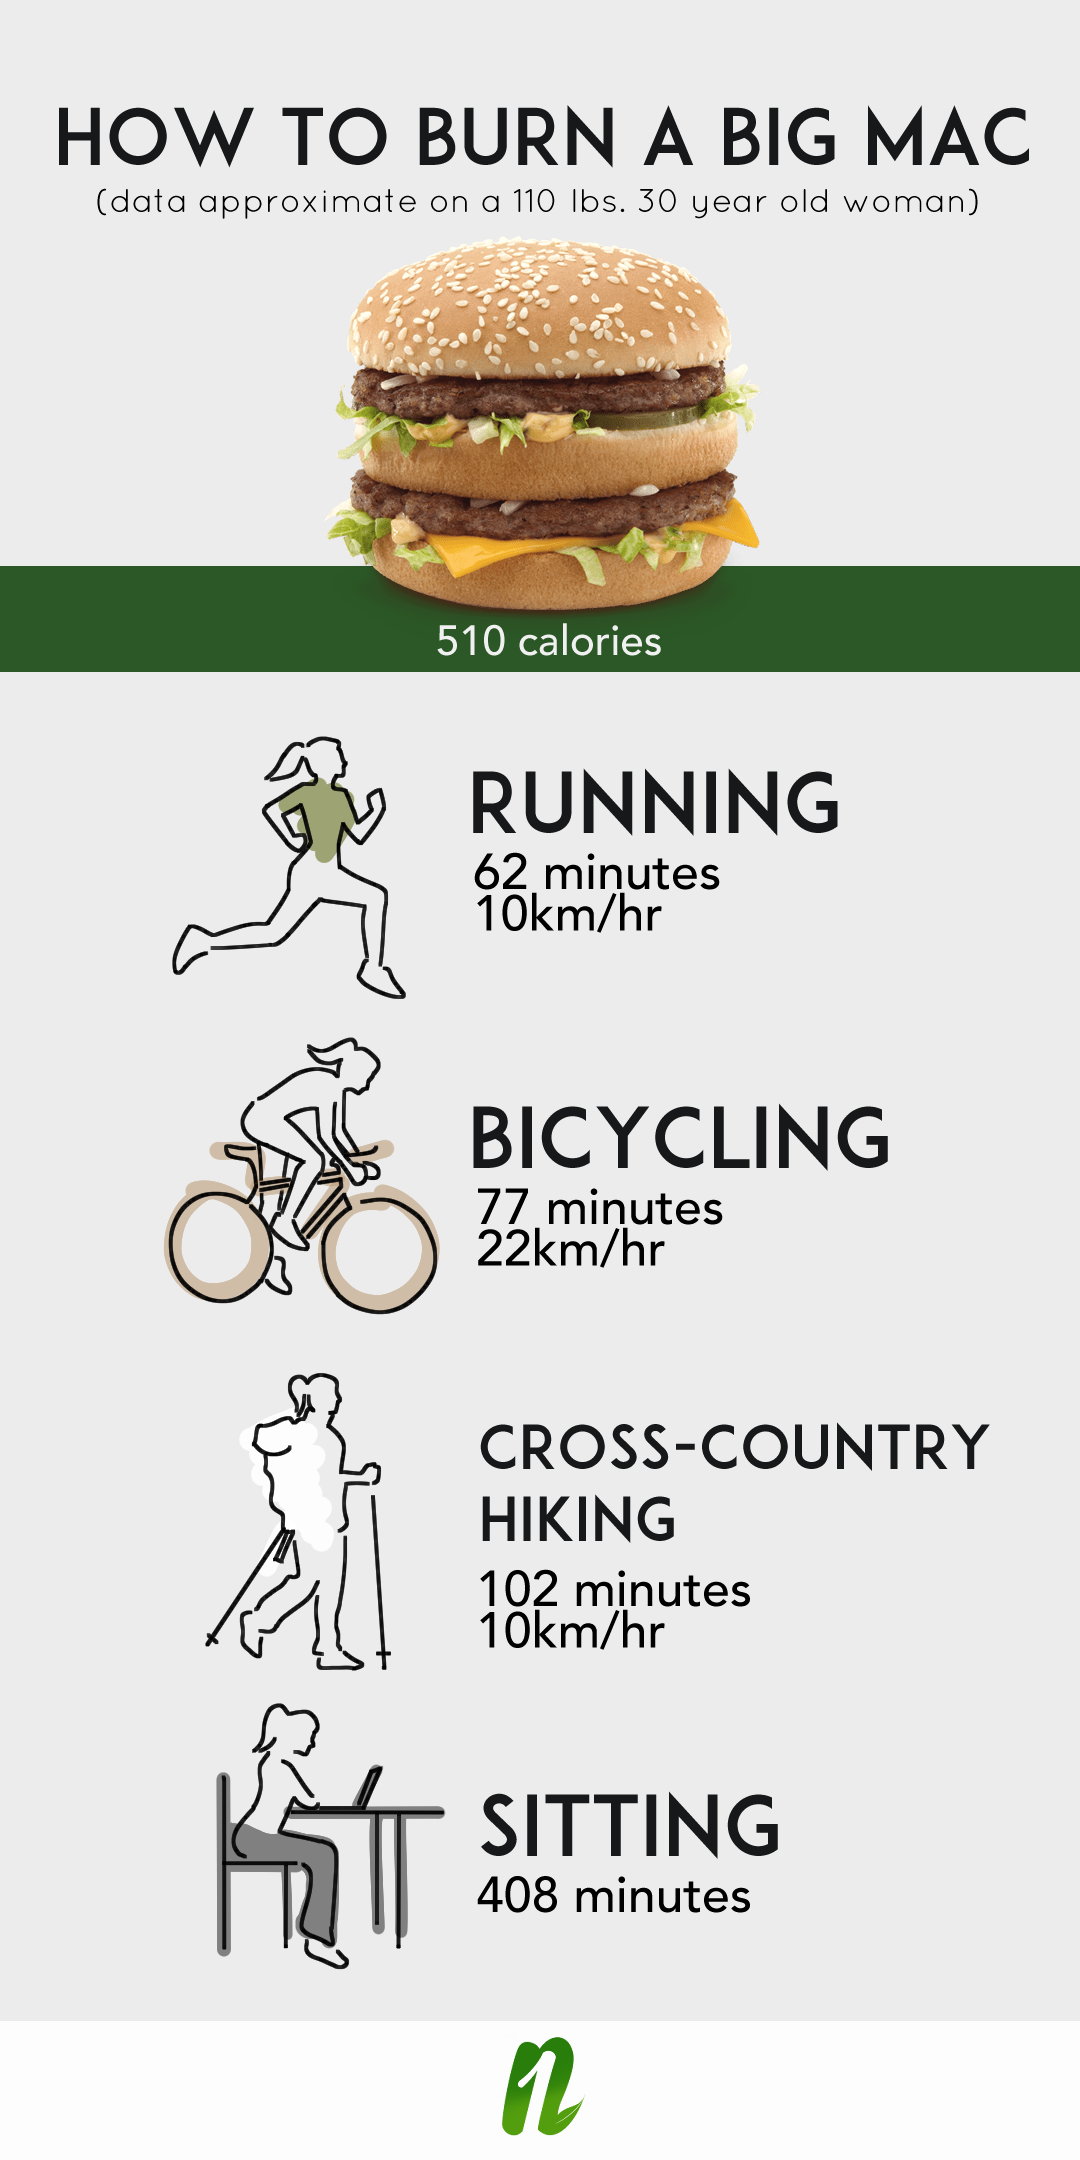 HOW TO BURN A BIG MAC
(data approximate on a 110 lbs. 30 year old woman)
510 calories
RUNNING
62 minutes
10km/hr
BICYCLING
77 minutes
22km/hr
CROSS-COUNTRY
HIKING
102 minutes
10km/hr
SITTING
408 minutes